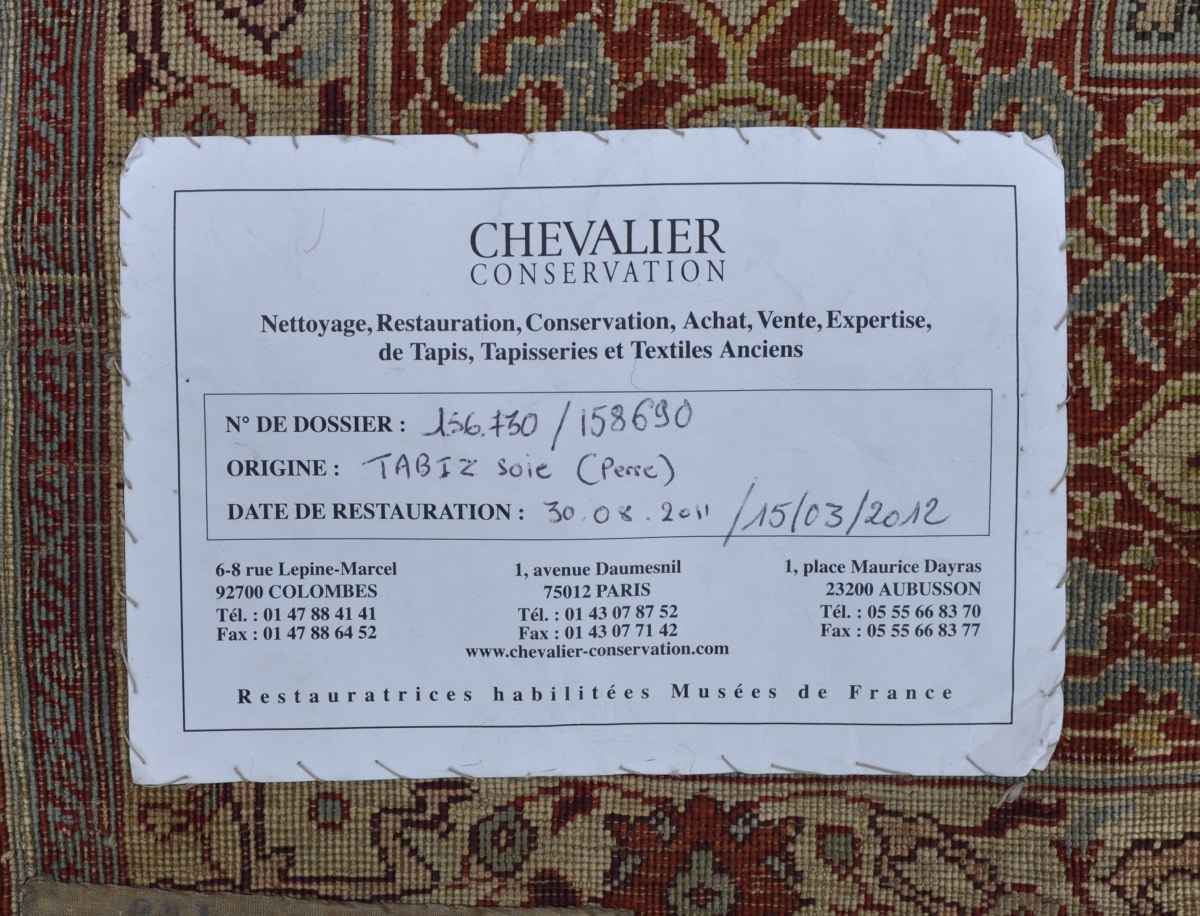 CHEVALIER
CONSERVATION
Nettoyage, Restauration, Conservation, Achat, Vente, Expertise,
de Tapis, Tapisseries et Textiles Anciens
N° DE DOSSIER : 156.730 / 158690
ORIGINE : TABIZ Soie (Perse)
DATE DE RESTAURATION : 30.08.2011 / 15/03/2012
6-8 rue Lepine-Marcel
92700 COLOMBES
Tél. : 01 47 88 41 41
Fax : 01 47 88 64 52
1, avenue Daumesnil
75012 PARIS
Tél. : 01 43 07 87 52
Fax : 01 43 07 71 42
1, place Maurice Dayras
23200 AUBUSSON
Tél. : 05 55 66 83 70
Fax : 05 55 66 83 77
www.chevalier-conservation.com
Restauratrices habilitées Musées de France